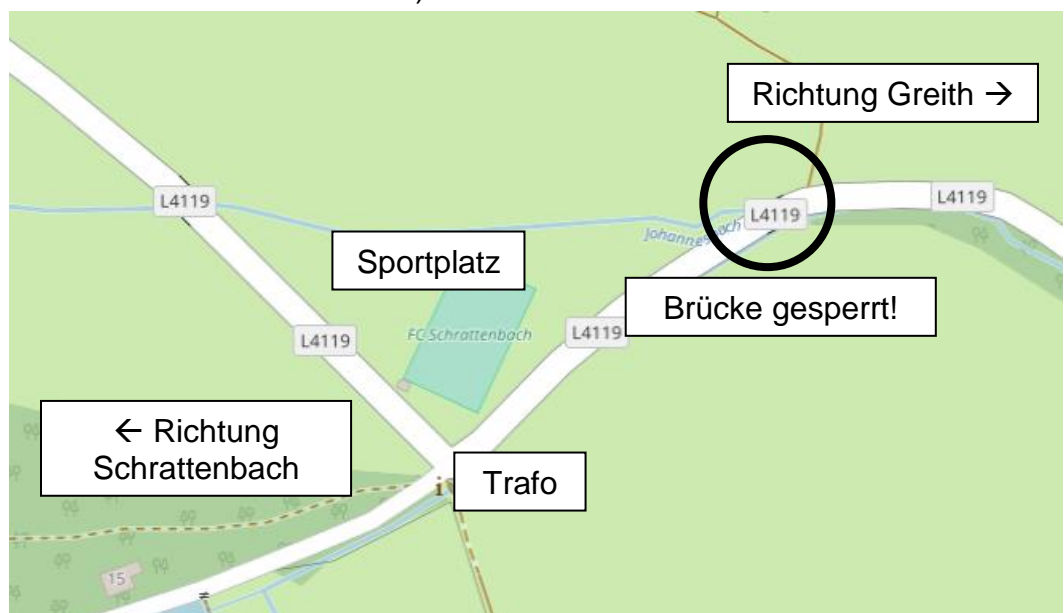 Richtung Greith →
L4119
L4119
L4119
Johannesbach
Sportplatz
Brücke gesperrt!
L4119
FC Schrattenbach
L4119
← Richtung
Schrattenbach
Trafo
i
15